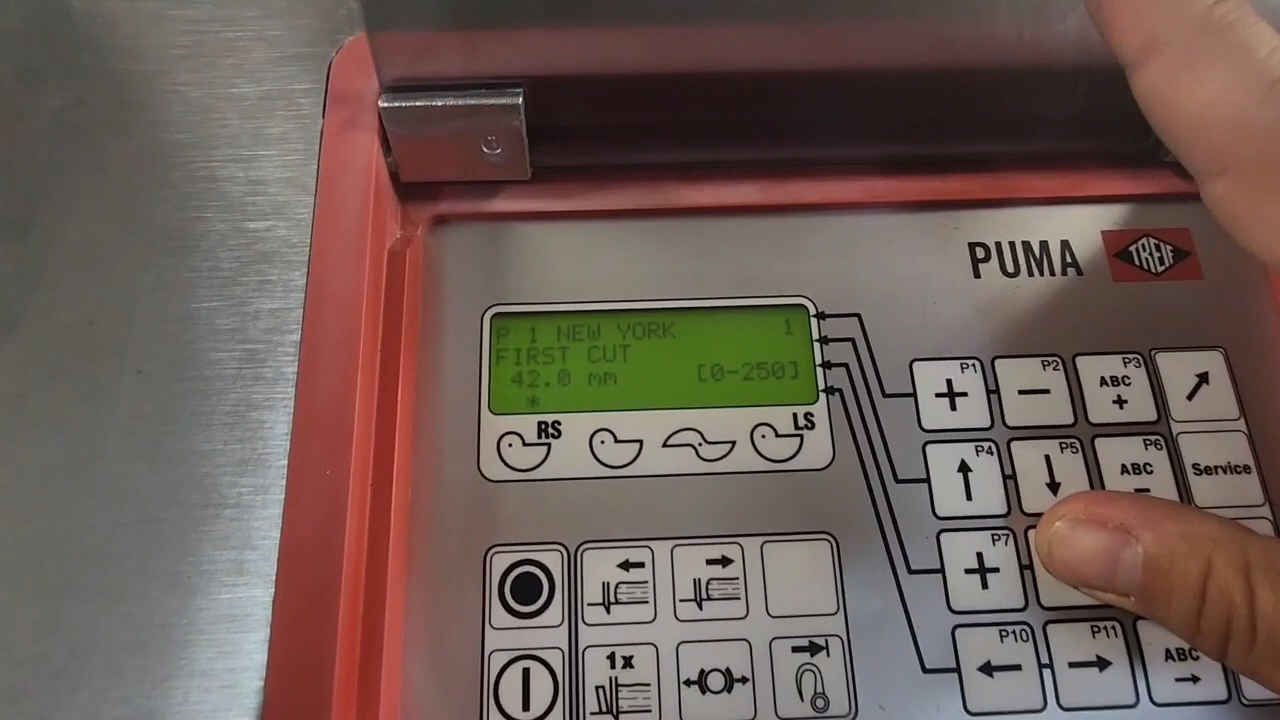 PUMA TREIF
P 1 NEW YORK 1
FIRST CUT
42.0 mm [0-250]
*
RS LS
P1 + P2 − P3 ABC +
P4 P5 P6 ABC −
Service
P7 +
1x
P10 P11 ABC